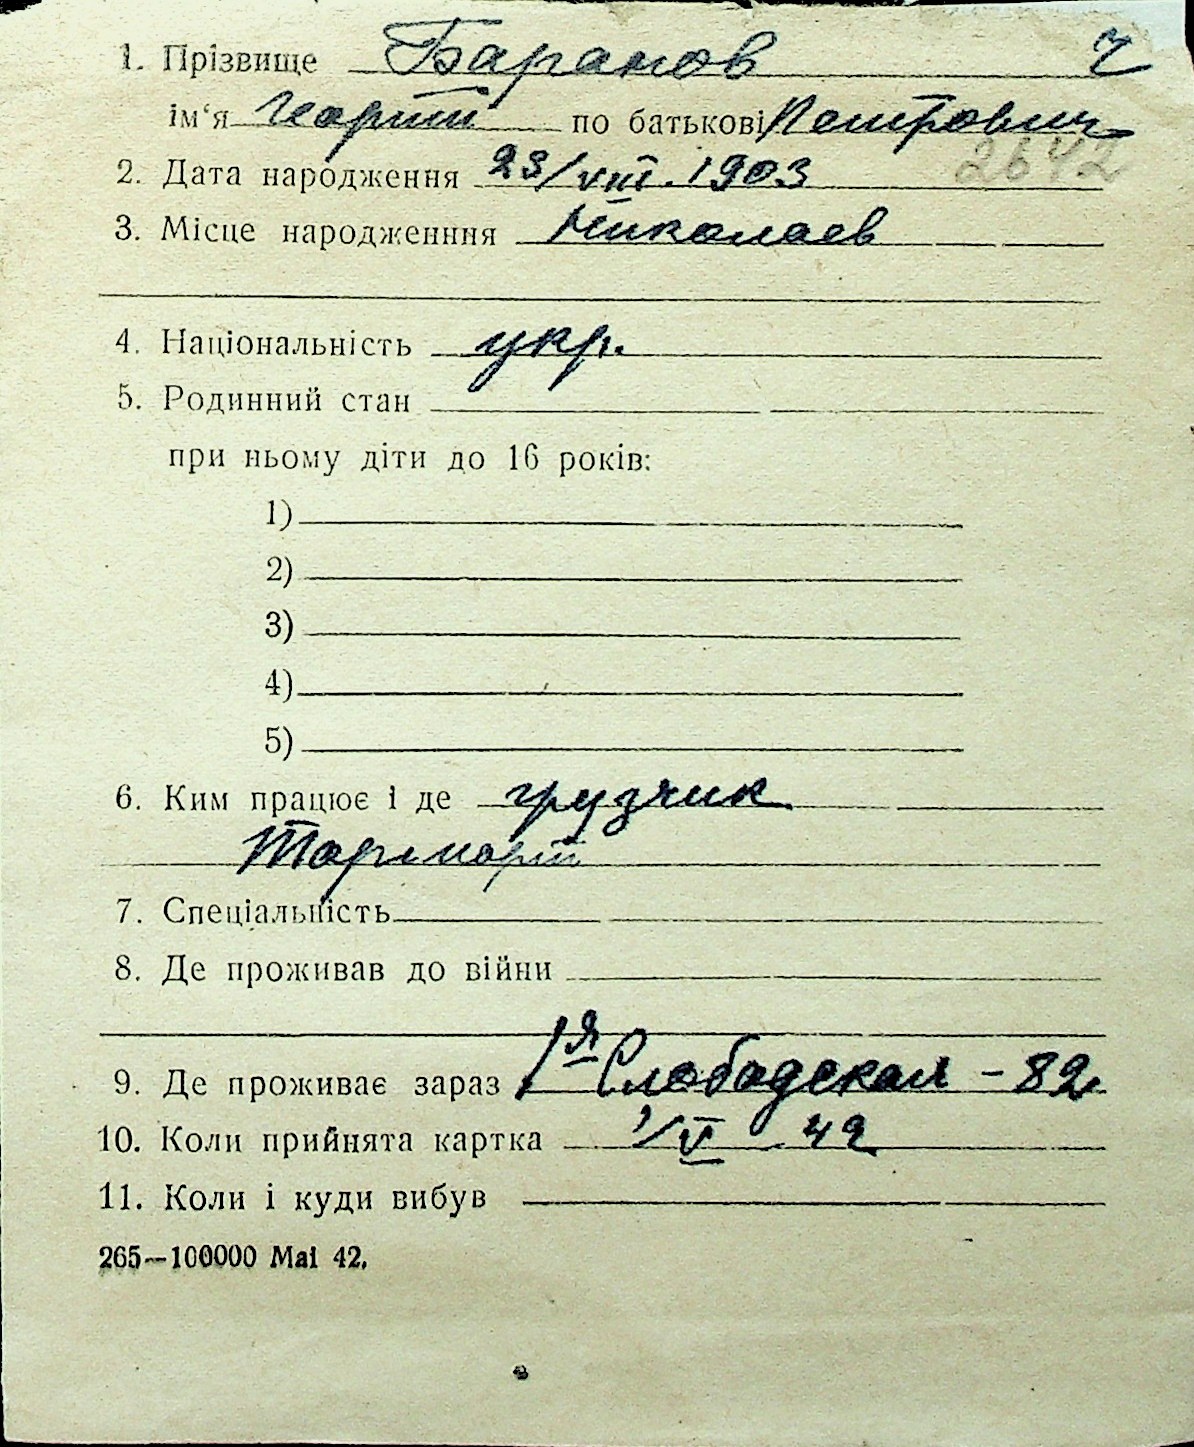 1. Прізвище Баранов ч
ім‘я Георгий по батькові Петрович
2642
2. Дата народження 23/VIII. 1903
3. Місце народженння Николаев
4. Національність укр.
5. Родинний стан
при ньому діти до 16 років:
1)
2)
3)
4)
5)
6. Ким працює і де грузчик
Торгпорт
7. Спеціальність
8. Де проживав до війни
9. Де проживає зараз 1я Слободская - 82
10. Коли прийнята картка 1/V 42
11. Коли і куди вибув
265—100000 Mai 42.